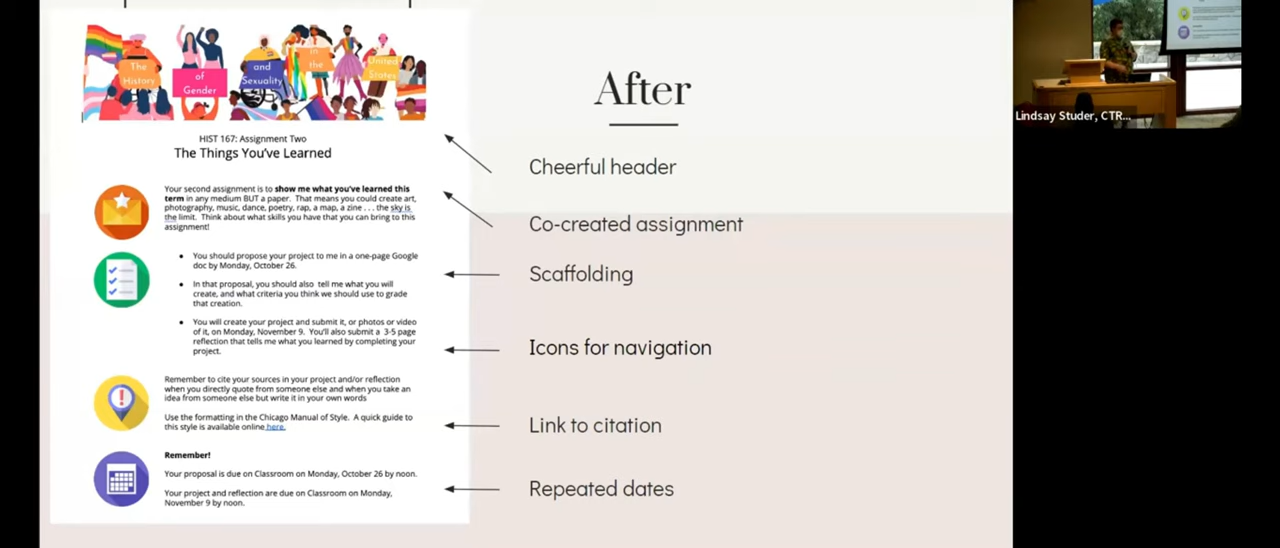 The
History
of
Gender
and
Sexuality
in
the
United
States
HIST 167: Assignment Two
The Things You've Learned
Your second assignment is to show me what you've learned this
term in any medium BUT a paper. That means you could create art,
photography, music, dance, poetry, rap, a map, a zine . . . the sky is
the limit. Think about what skills you have that you can bring to this
assignment!
• You should propose your project to me in a one-page Google
doc by Monday, October 26.
• In that proposal, you should also tell me what you will
create, and what criteria you think we should use to grade
that creation.
• You will create your project and submit it, or photos or video
of it, on Monday, November 9. You'll also submit a 3-5 page
reflection that tells me what you learned by completing your
project.
Remember to cite your sources in your project and/or reflection
when you directly quote from someone else and when you take an
idea from someone else but write it in your own words
Use the formatting in the Chicago Manual of Style. A quick guide to
this style is available online here.
Remember!
Your proposal is due on Classroom on Monday, October 26 by noon.
Your project and reflection are due on Classroom on Monday,
November 9 by noon.
After
Cheerful header
Co-created assignment
Scaffolding
Icons for navigation
Link to citation
Repeated dates
Lindsay Studer, CTR...